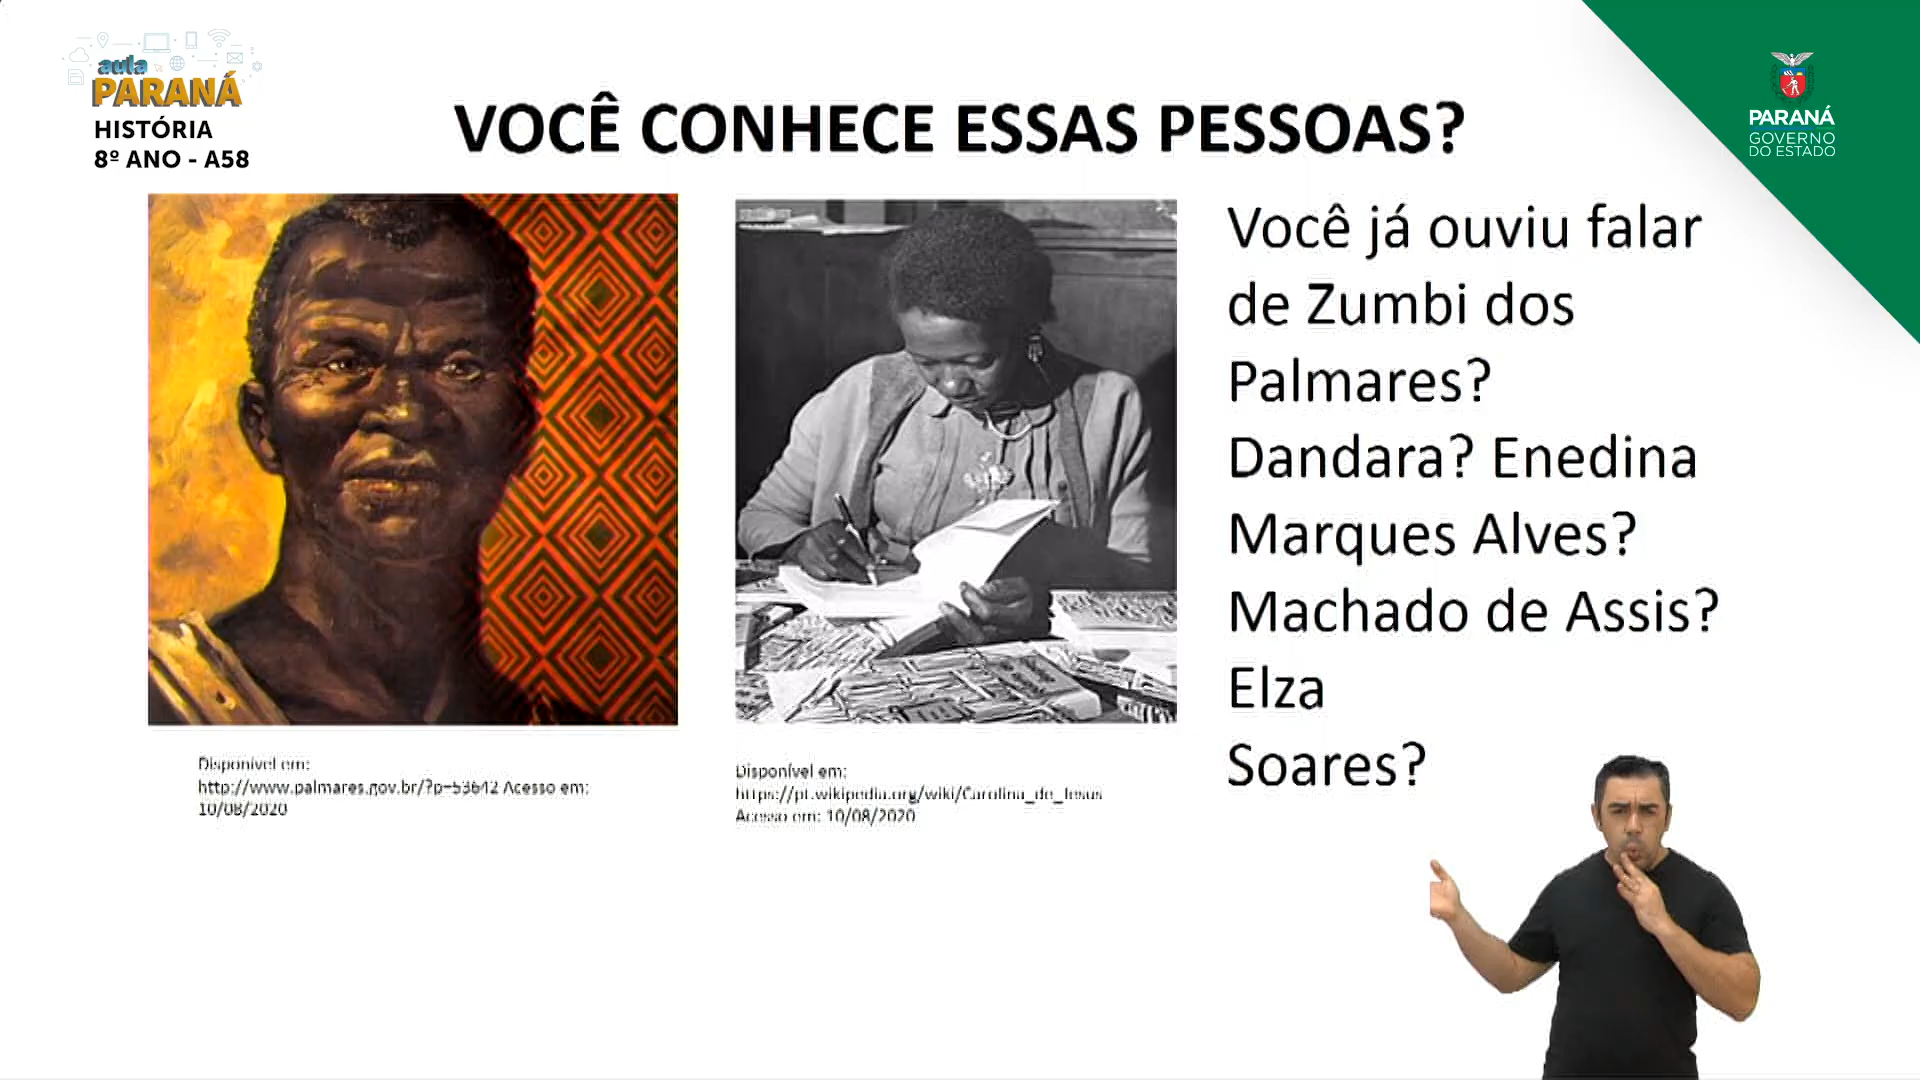 aula
PARANÁ
HISTÓRIA
8º ANO - A58
VOCÊ CONHECE ESSAS PESSOAS?
PARANÁ
GOVERNO
DO ESTADO
Você já ouviu falar
de Zumbi dos
Palmares?
Dandara? Enedina
Marques Alves?
Machado de Assis?
Elza
Soares?
Disponível em:
http://www.palmares.gov.br/?p=53642 Acesso em:
10/08/2020
Disponível em:
https://pt.wikipedia.org/wiki/Carolina_de_Jesus
Acesso em: 10/08/2020